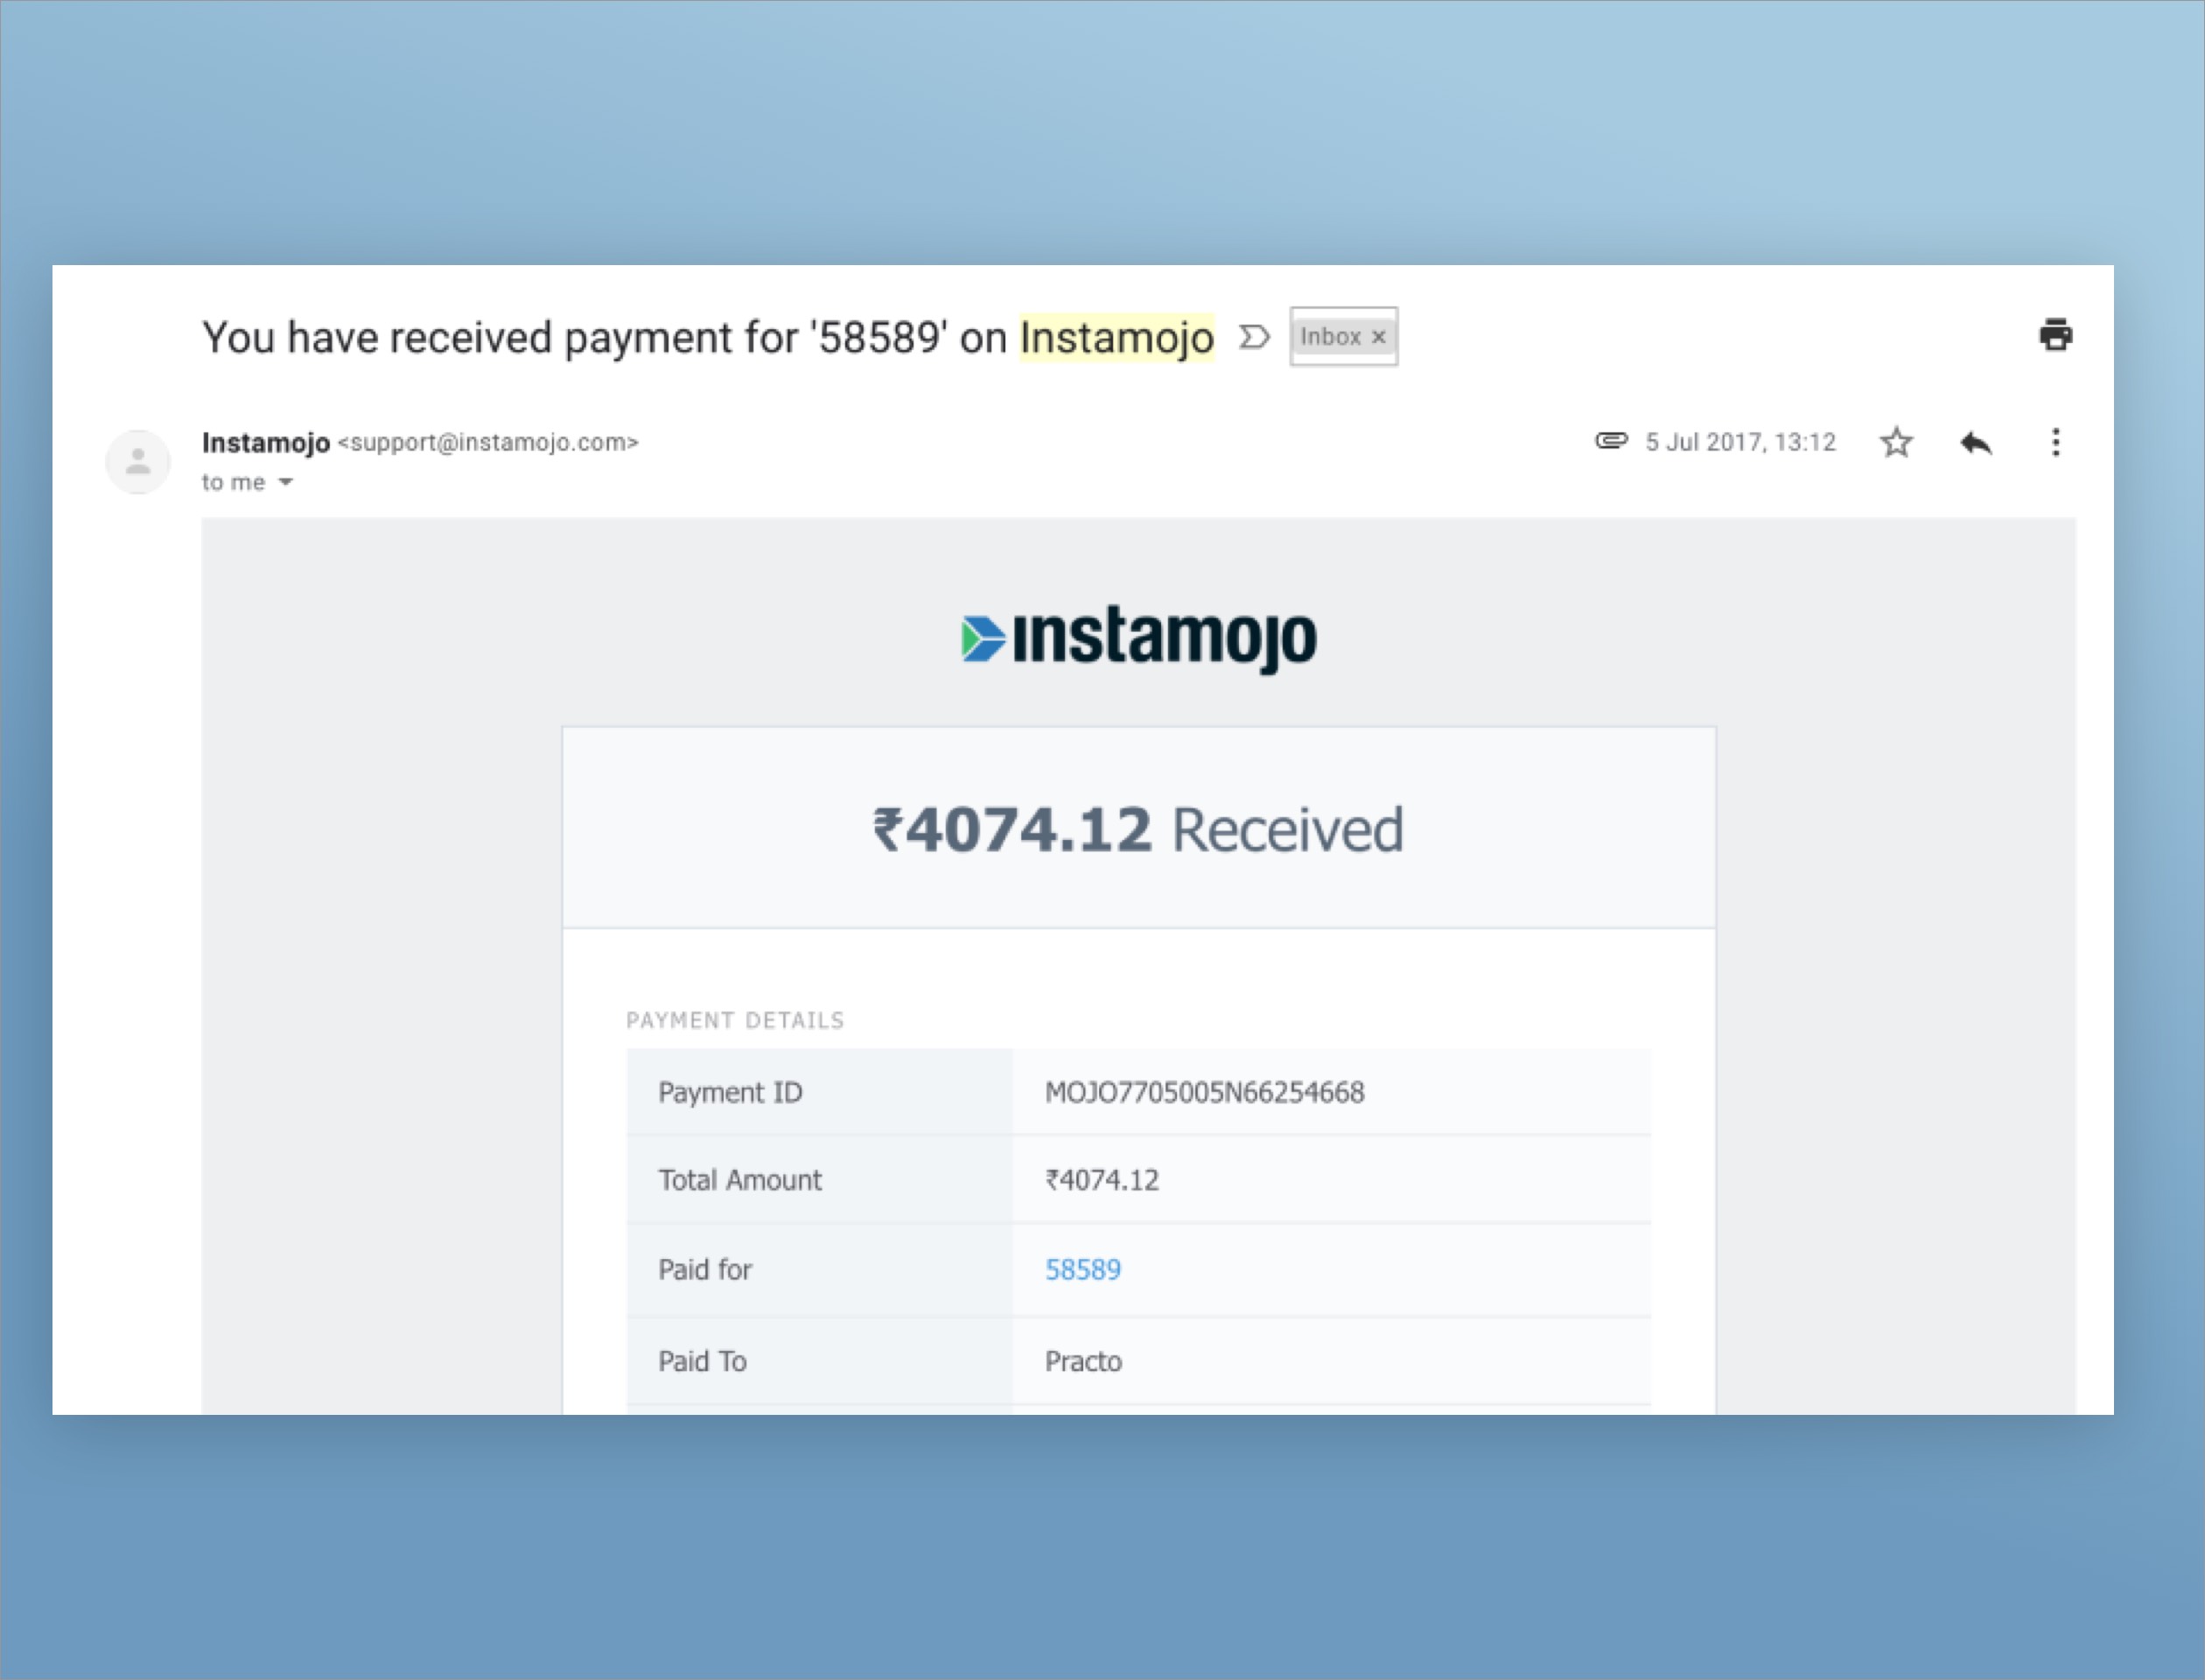 You have received payment for '58589' on Instamojo Inbox ×
Instamojo <support@instamojo.com> 5 Jul 2017, 13:12
to me
instamojo
₹4074.12 Received
PAYMENT DETAILS
Payment ID MOJO7705005N66254668
Total Amount ₹4074.12
Paid for 58589
Paid To Practo